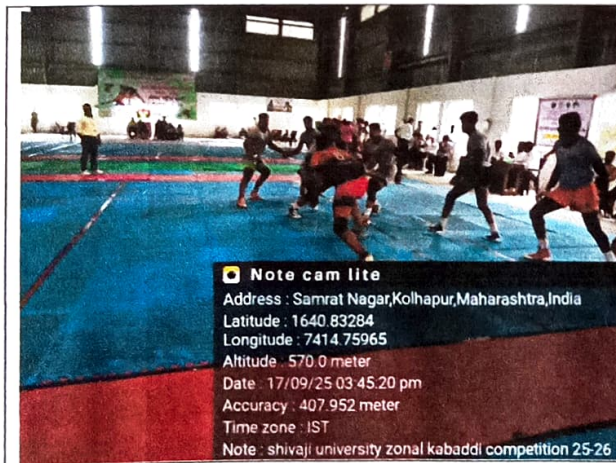 Note cam lite
Address : Samrat Nagar,Kolhapur,Maharashtra,India
Latitude : 1640.83284
Longitude : 7414.75965
Altitude : 570.0 meter
Date : 17/09/25 03:45.20 pm
Accuracy : 407.952 meter
Time zone : IST
Note : shivaji university zonal kabaddi competition 25-26